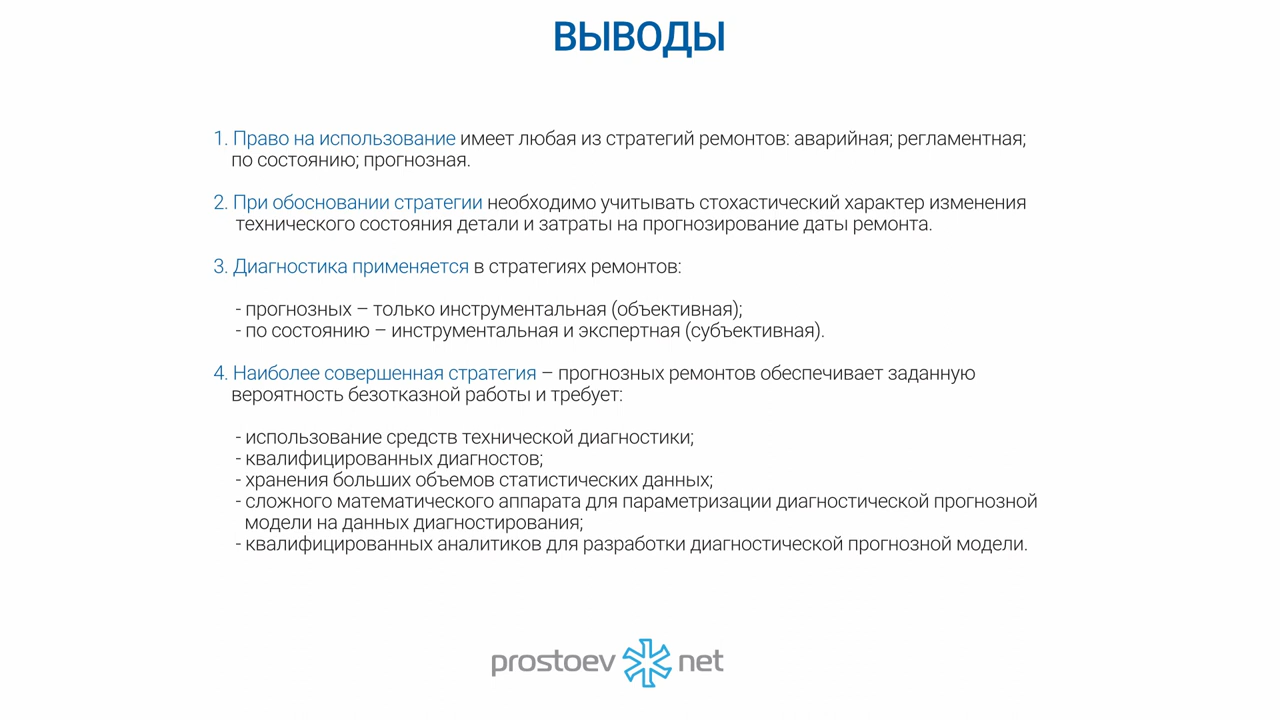 ВЫВОДЫ
1. Право на использование имеет любая из стратегий ремонтов: аварийная; регламентная;
по состоянию; прогнозная.
2. При обосновании стратегии необходимо учитывать стохастический характер изменения
технического состояния детали и затраты на прогнозирование даты ремонта.
3. Диагностика применяется в стратегиях ремонтов:
- прогнозных – только инструментальная (объективная);
- по состоянию – инструментальная и экспертная (субъективная).
4. Наиболее совершенная стратегия – прогнозных ремонтов обеспечивает заданную
вероятность безотказной работы и требует:
- использование средств технической диагностики;
- квалифицированных диагностов;
- хранения больших объемов статистических данных;
- сложного математического аппарата для параметризации диагностической прогнозной
модели на данных диагностирования;
- квалифицированных аналитиков для разработки диагностической прогнозной модели.
prostoev net